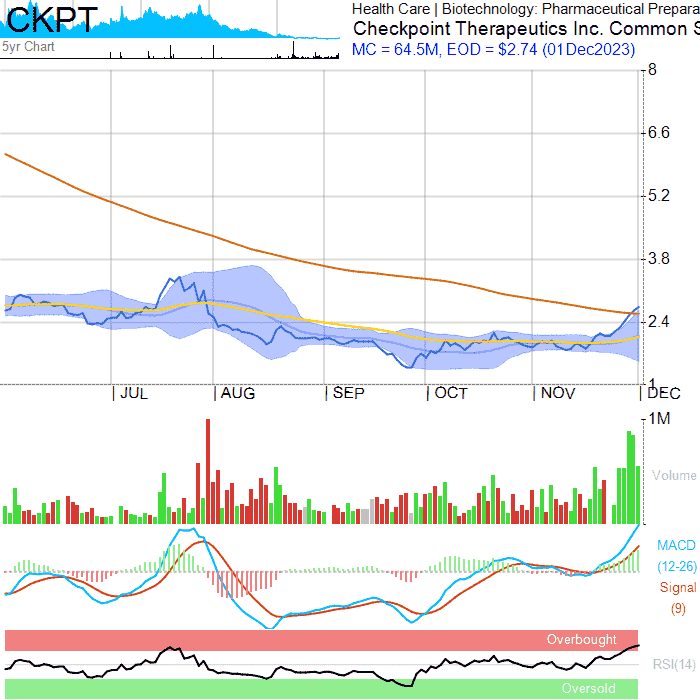 CKPT
5yr Chart
Health Care | Biotechnology: Pharmaceutical Prepara
Checkpoint Therapeutics Inc. Common S
MC = 64.5M, EOD = $2.74 (01Dec2023)
8
6.6
5.2
3.8
2.4
1
| JUL | AUG | SEP | OCT | NOV | DEC
1M
Volume
MACD
(12-26)
Signal
(9)
Overbought
RSI(14)
Oversold